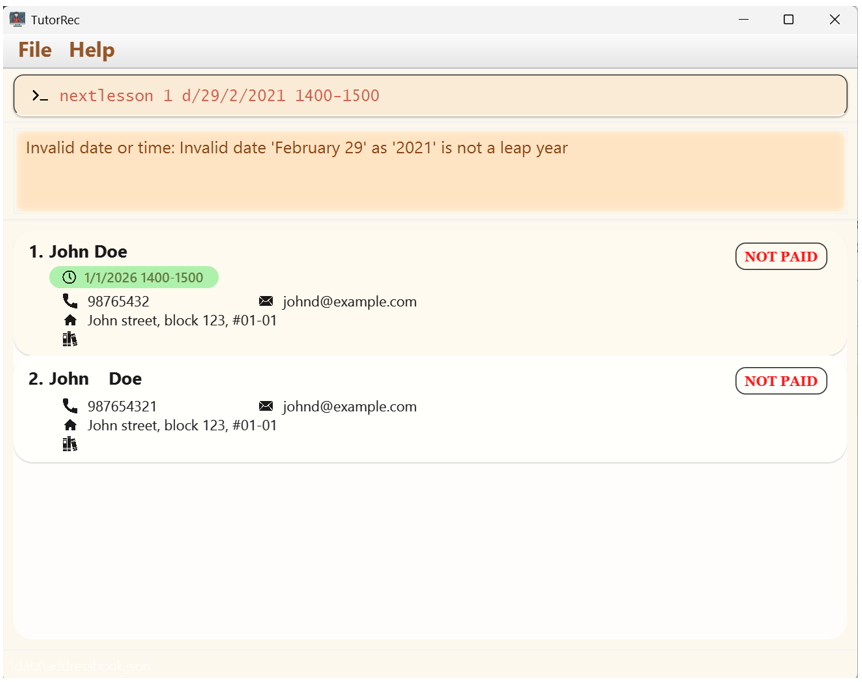 TutorRec
File Help
>_ nextlesson 1 d/29/2/2021 1400-1500
Invalid date or time: Invalid date 'February 29' as '2021' is not a leap year
1. John Doe NOT PAID
1/1/2026 1400-1500
98765432 johnd@example.com
John street, block 123, #01-01
2. John    Doe NOT PAID
987654321 johnd@example.com
John street, block 123, #01-01